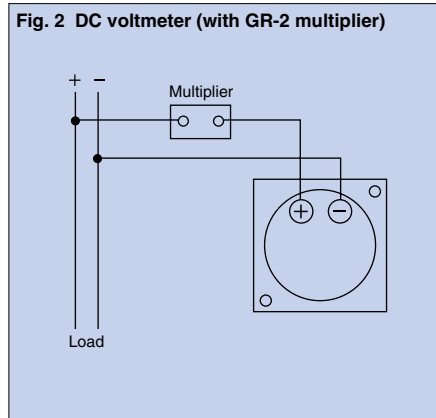 Fig. 2 DC voltmeter (with GR-2 multiplier)
+ −
Multiplier
+ −
Load